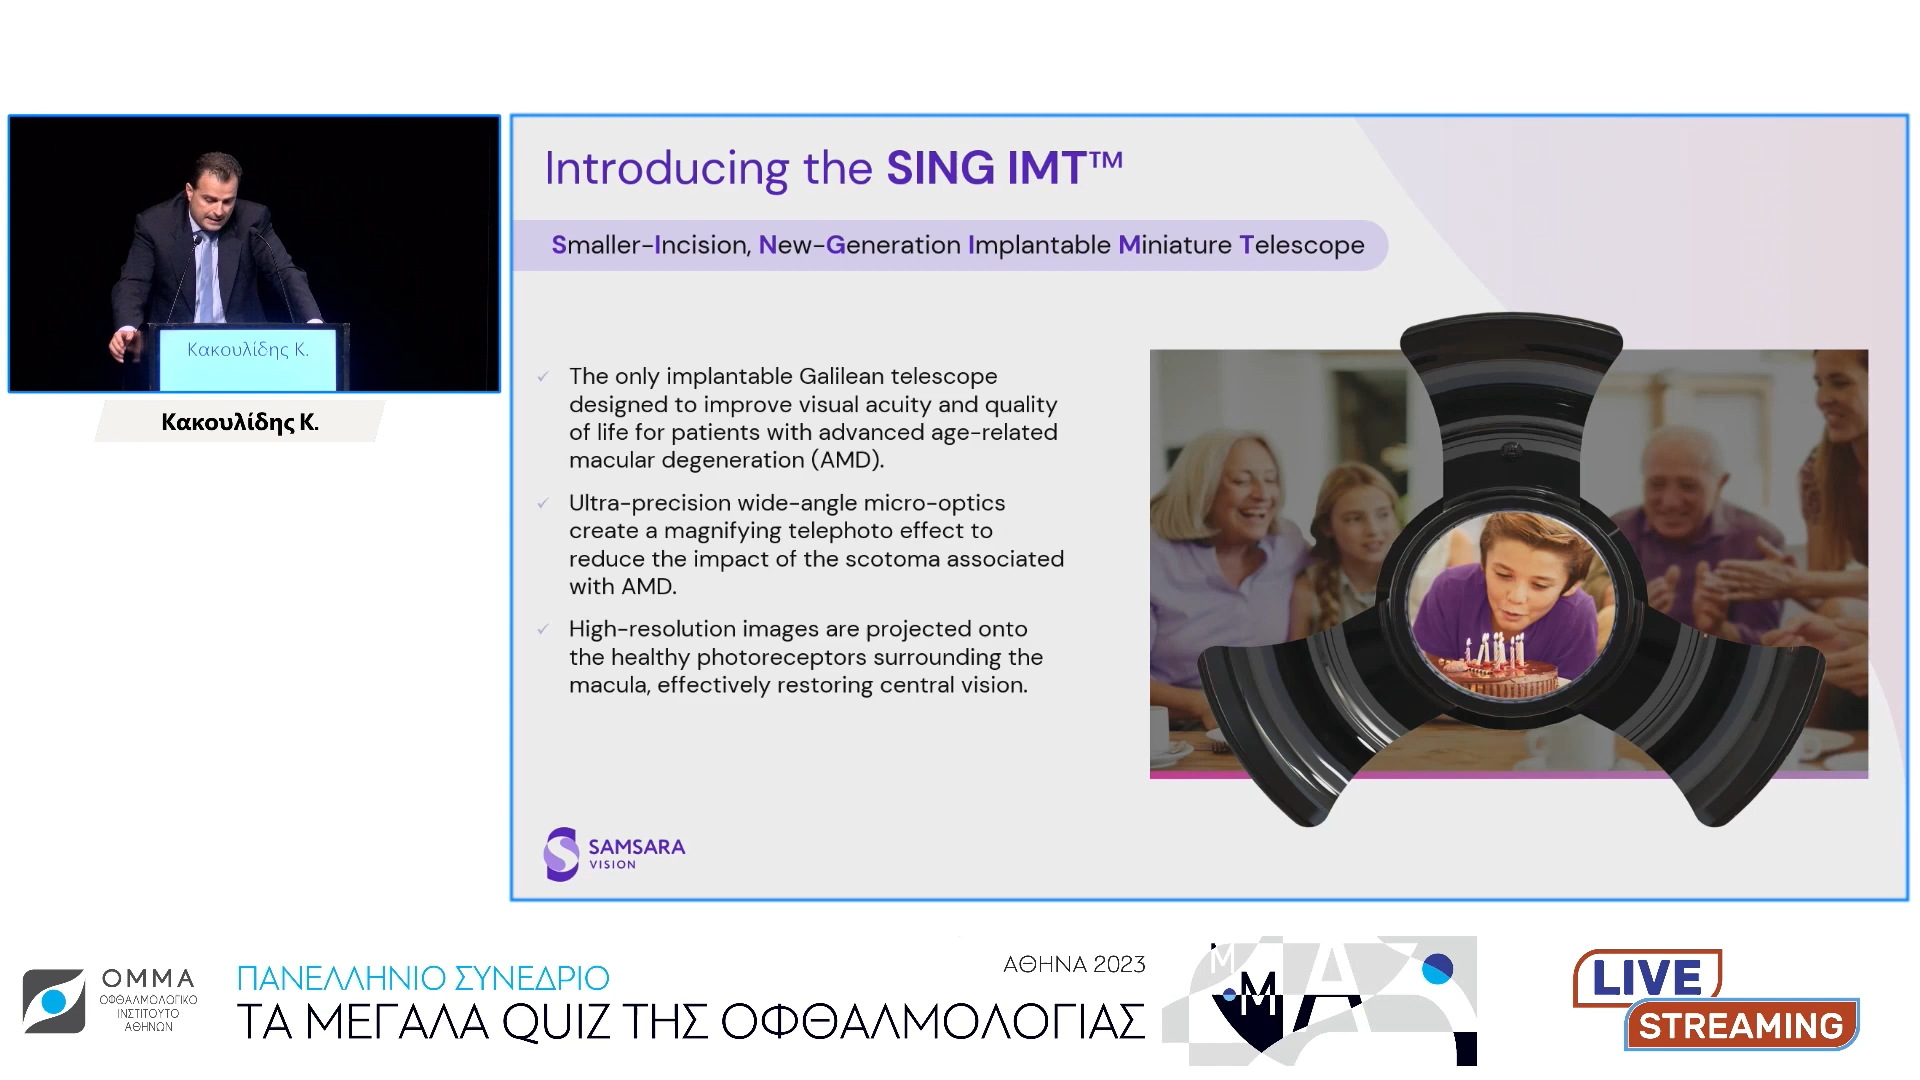 Κακουλίδης Κ.
Κακουλίδης Κ.
Introducing the SING IMT™
Smaller-Incision, New-Generation Implantable Miniature Telescope
✓ The only implantable Galilean telescope
designed to improve visual acuity and quality
of life for patients with advanced age-related
macular degeneration (AMD).
✓ Ultra-precision wide-angle micro-optics
create a magnifying telephoto effect to
reduce the impact of the scotoma associated
with AMD.
✓ High-resolution images are projected onto
the healthy photoreceptors surrounding the
macula, effectively restoring central vision.
SAMSARA
VISION
ΟΜΜΑ
ΟΦΘΑΛΜΟΛΟΓΙΚΟ
ΙΝΣΤΙΤΟΥΤΟ
ΑΘΗΝΩΝ
ΠΑΝΕΛΛΗΝΙΟ ΣΥΝΕΔΡΙΟ
ΑΘΗΝΑ 2023
ΤΑ ΜΕΓΑΛΑ QUIZ ΤΗΣ ΟΦΘΑΛΜΟΛΟΓΙΑΣ
LIVE
STREAMING